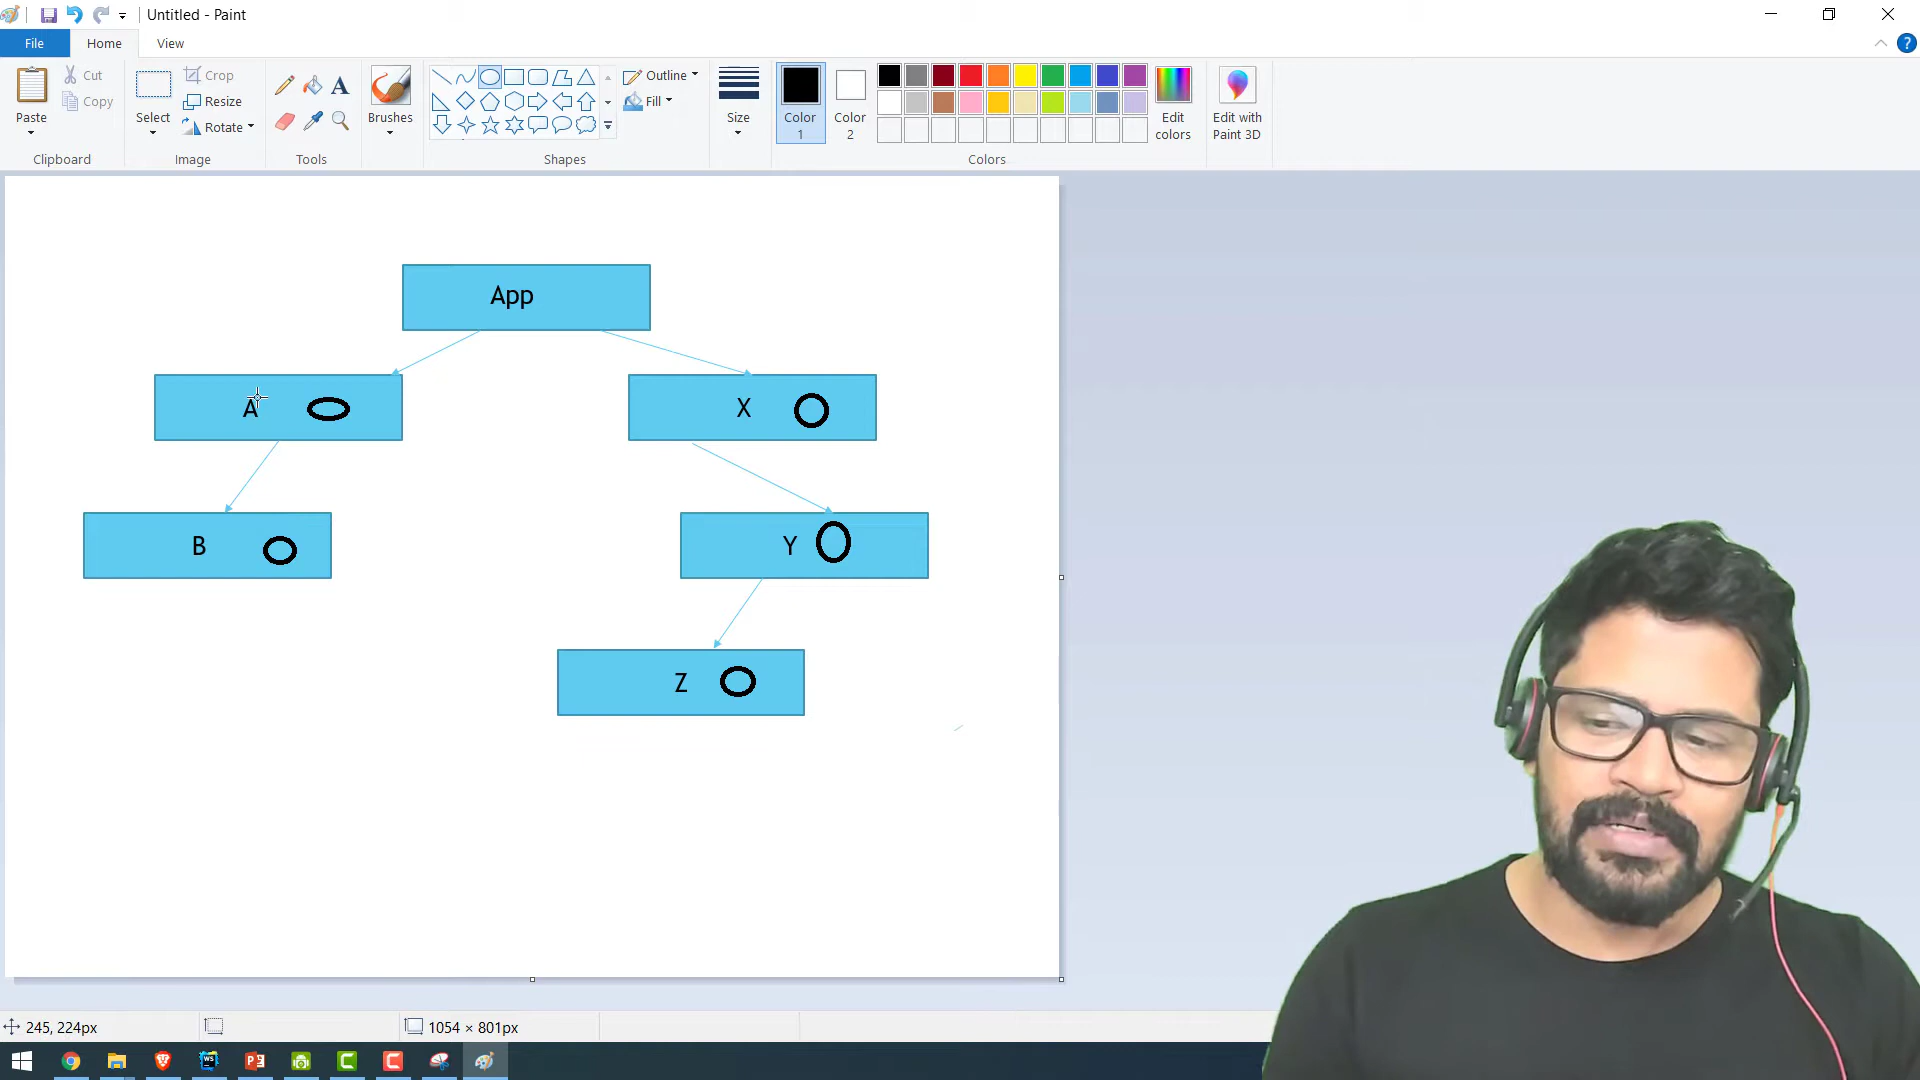 Untitled - Paint
File Home View
Paste
Cut
Copy
Clipboard
Select
Crop
Resize
Rotate
Image
Tools
Brushes
Outline
Fill
Shapes
Size
Color 1
Color 2
Edit colors
Colors
Edit with Paint 3D
App
A
X
B
Y
Z
245, 224px
1054 × 801px